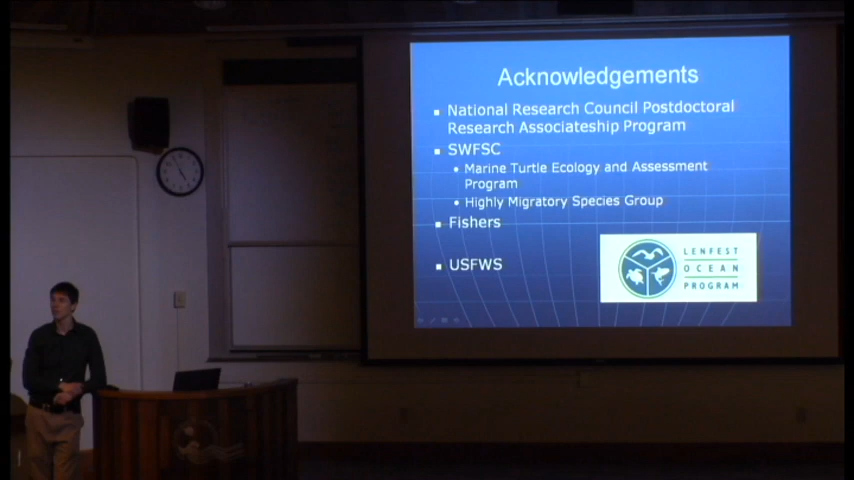 Acknowledgements
National Research Council Postdoctoral
Research Associateship Program
SWFSC
Marine Turtle Ecology and Assessment
Program
Highly Migratory Species Group
Fishers
USFWS
LENFEST
OCEAN
PROGRAM